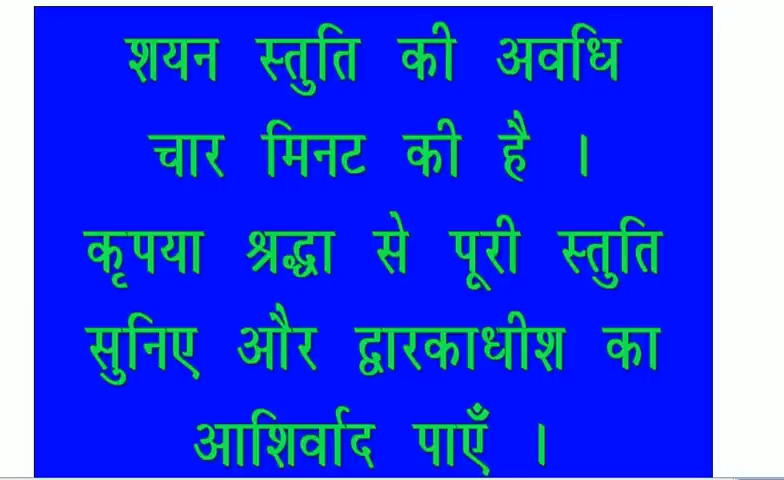 शयन स्तुति की अवधि
चार मिनट की है ।
कृपया श्रद्धा से पूरी स्तुति
सुनिए और द्वारकाधीश का
आशिर्वाद पाएँ ।